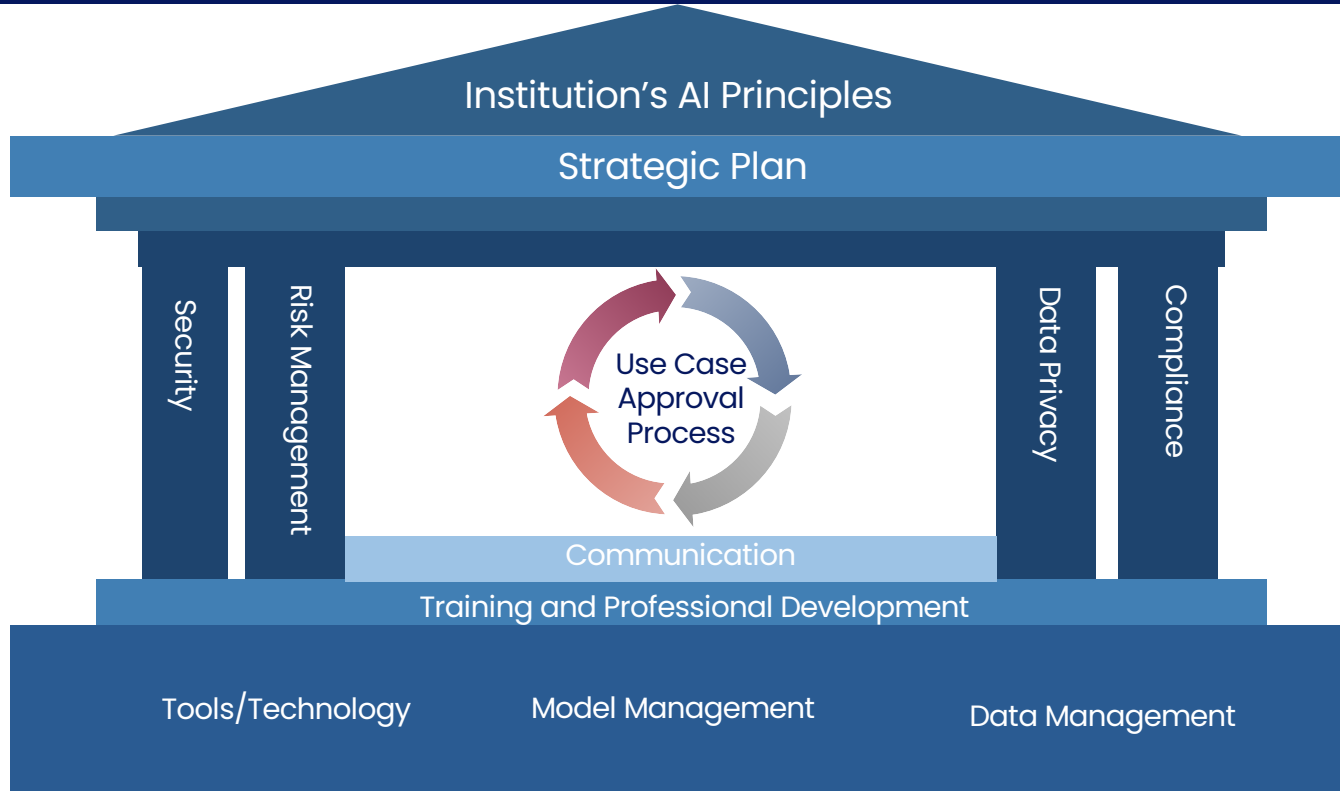 Institution’s AI Principles
Strategic Plan
Security
Risk Management
Use Case
Approval
Process
Data Privacy
Compliance
Communication
Training and Professional Development
Tools/Technology
Model Management
Data Management